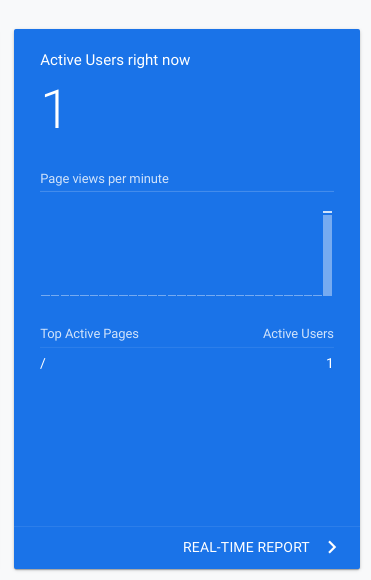 Active Users right now
1
Page views per minute
Top Active Pages Active Users
/ 1
REAL-TIME REPORT